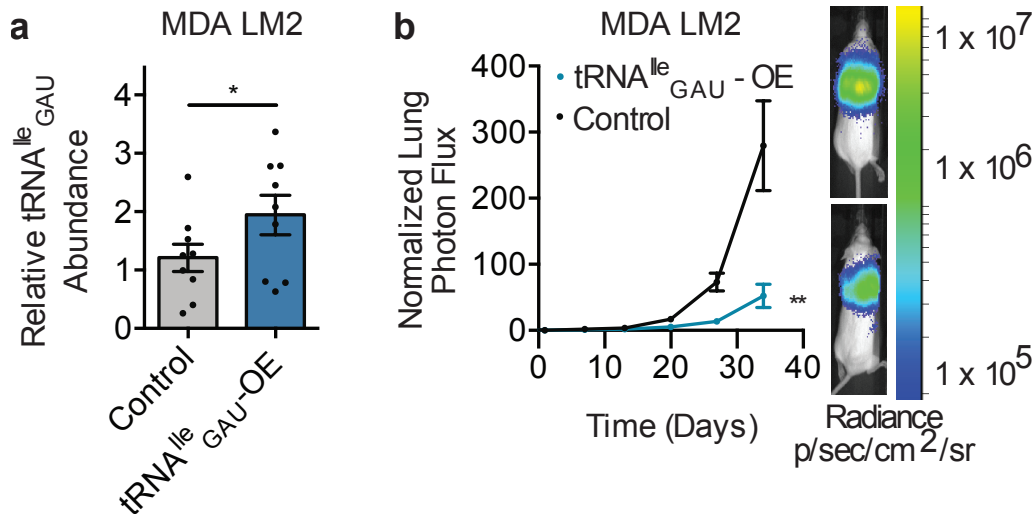 a
MDA LM2
Relative tRNA^Ile_GAU
Abundance
4
3
2
1
0
*
Control
tRNA^Ile_GAU-OE
b
MDA LM2
Normalized Lung
Photon Flux
400
300
200
100
0
tRNA^Ile_GAU - OE
Control
**
0 10 20 30 40
Time (Days)
1 x 10^7
1 x 10^6
1 x 10^5
Radiance
p/sec/cm^2/sr